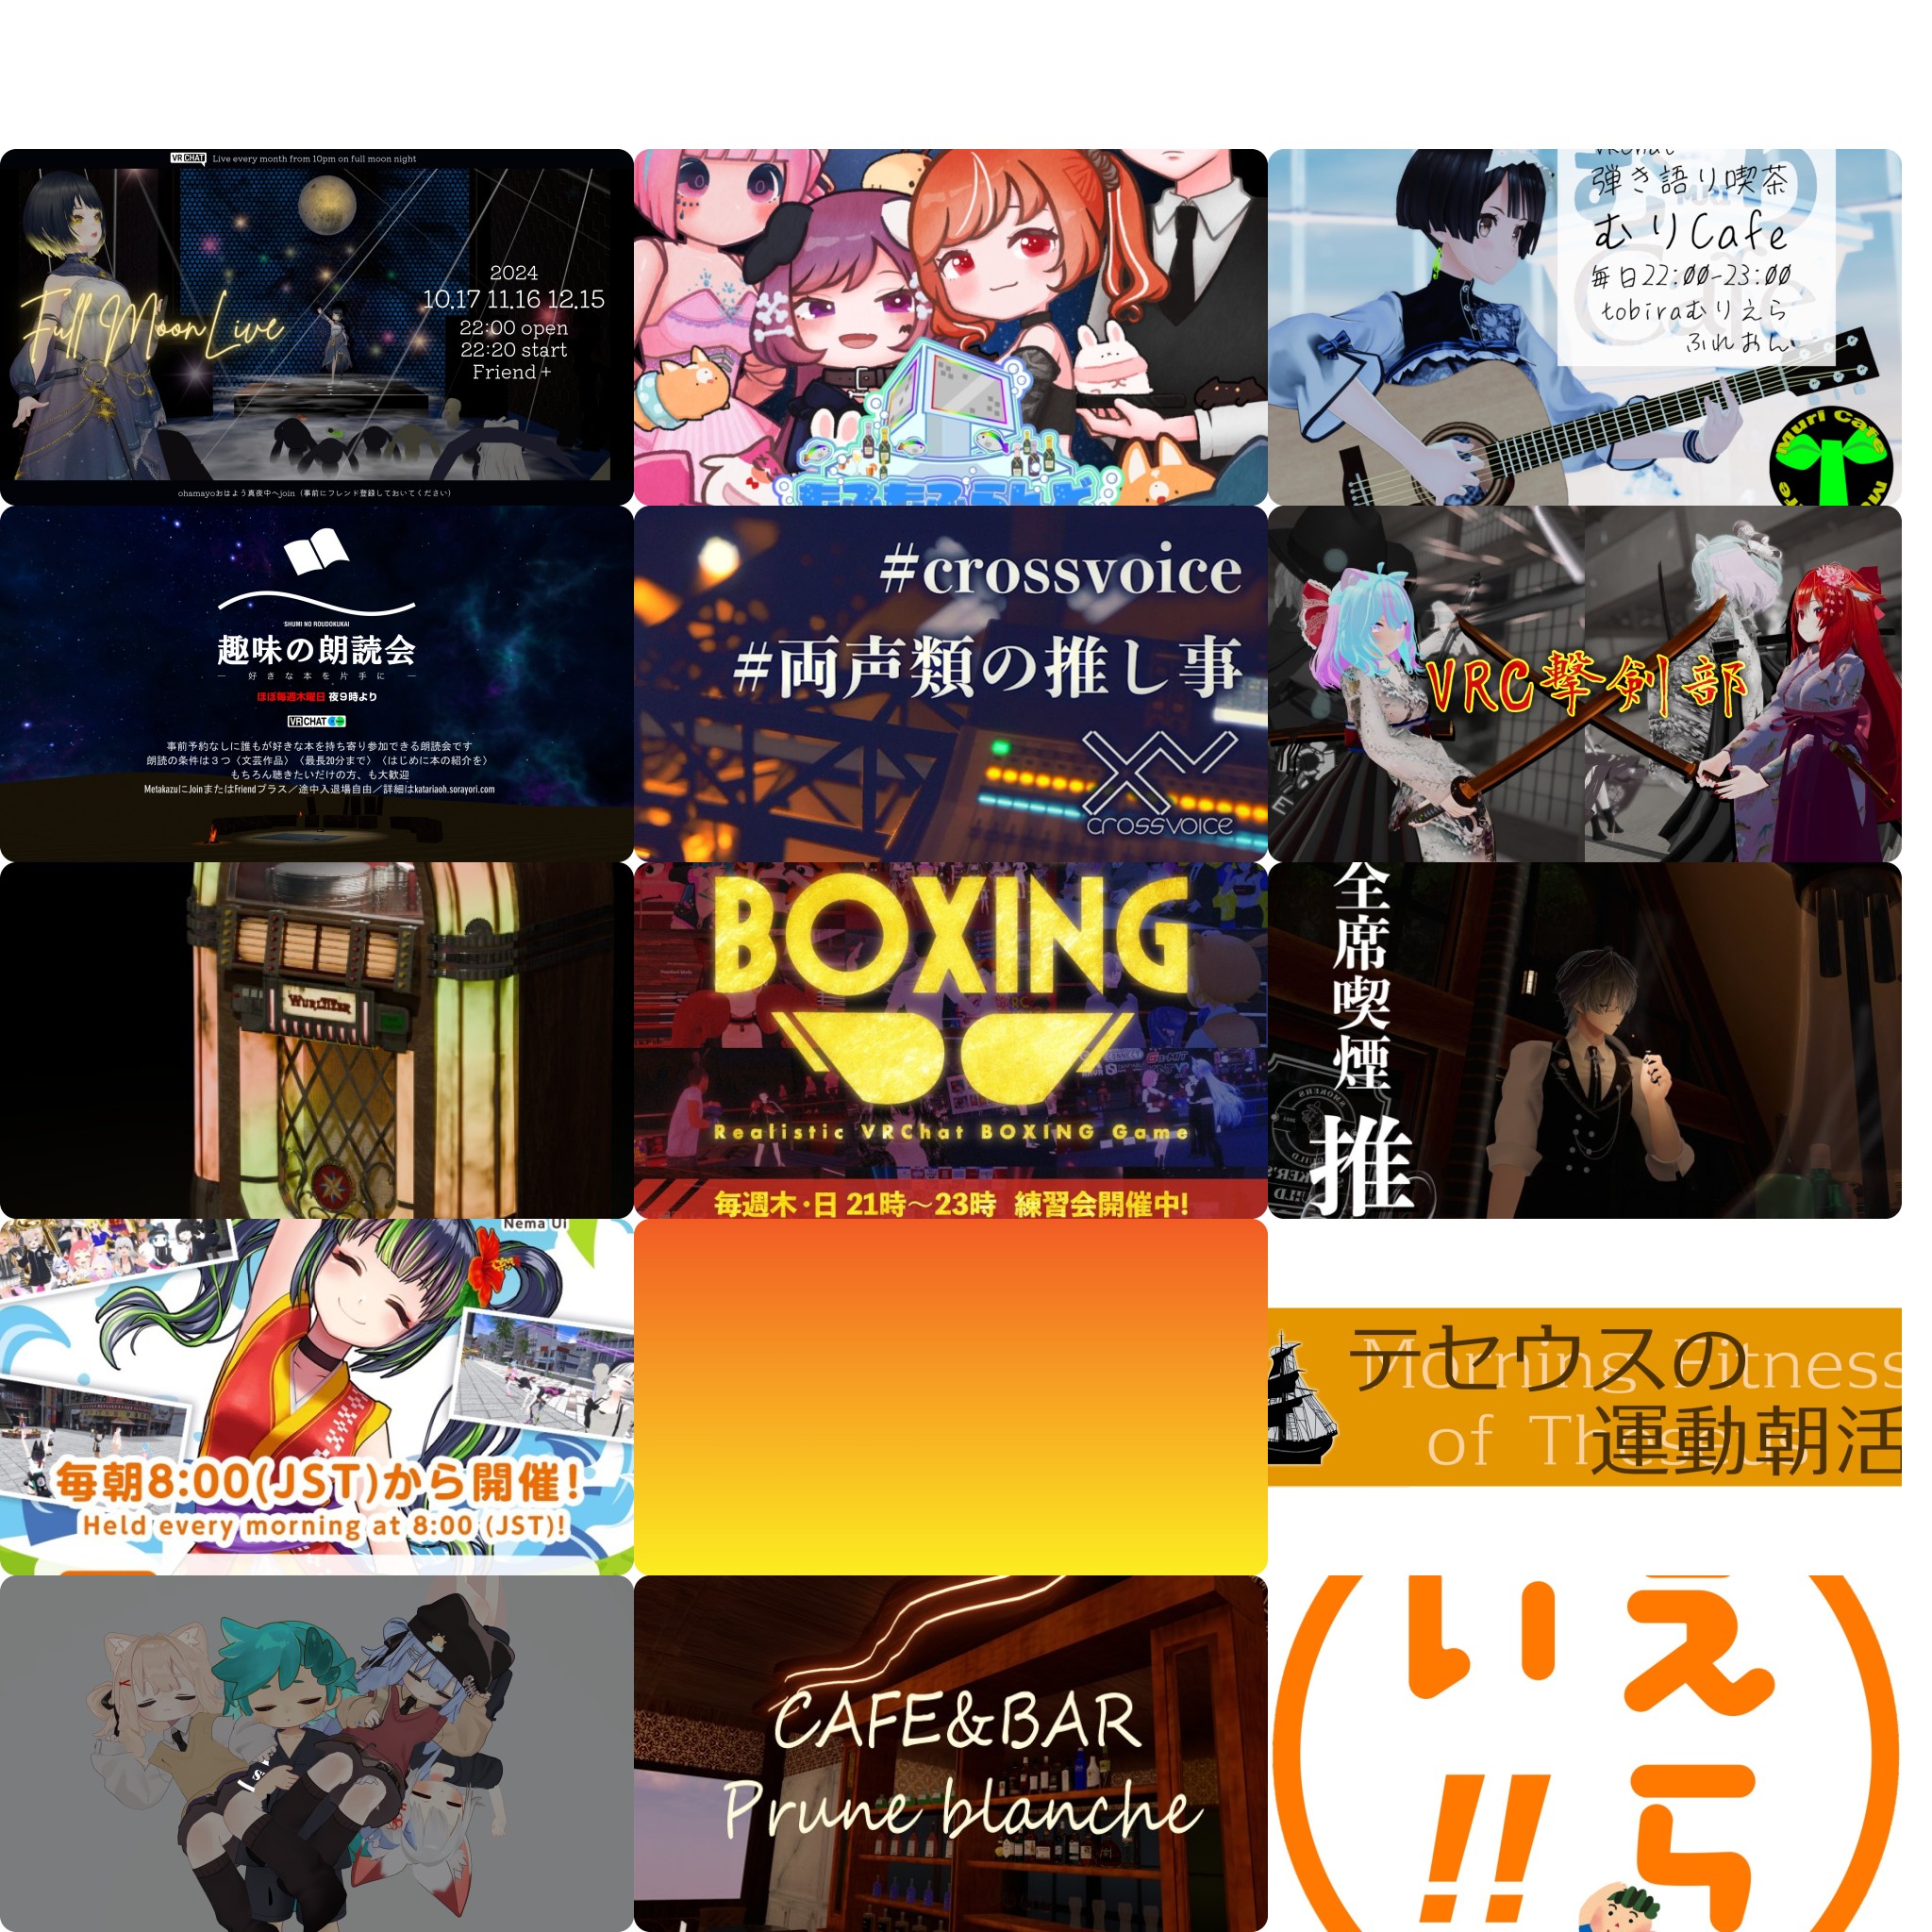 VRCHAT Live every month from 10pm on full moon night
Full Moon Live
2024
10.17 11.16 12.15
22:00 open
22:20 start
Friend+
ohamayoおはよう真夜中へjoin（事前にフレンド登録しておいてください）
弾き語り喫茶
むりCafe
毎日22:00-23:00
tobiraむりえら
ふれおん
Muri Cafe
SHUMI NO ROUDOKUKAI
趣味の朗読会
― 好きな本を片手に ―
ほぼ毎週木曜日 夜9時より
VRCHAT
事前予約なしに誰もが好きな本を持ち寄り参加できる朗読会です
朗読の条件は３つ〈文芸作品〉〈最長20分まで〉〈はじめに本の紹介を〉
もちろん聴きたいだけの方、も大歓迎
MetakazuにJoinまたはFriendプラス／途中入退場自由／詳細はkatariaoh.sorayori.com
#crossvoice
#両声類の推し事
crossvoice
VRC撃剣部
WURLITZER
BOXING
Realistic VRChat BOXING Game
毎週木・日 21時～23時 練習会開催中!
全席喫煙
推
Nema Ui
毎朝8:00(JST)から開催!
Held every morning at 8:00 (JST)!
テセウスの
運動朝活
Morning Fitness
of Theseus
CAFE&BAR
Prune blanche
えら
い!!